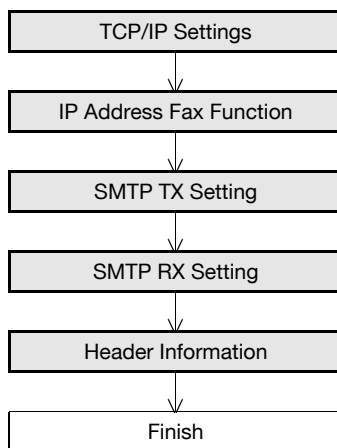 TCP/IP Settings
IP Address Fax Function
SMTP TX Setting
SMTP RX Setting
Header Information
Finish